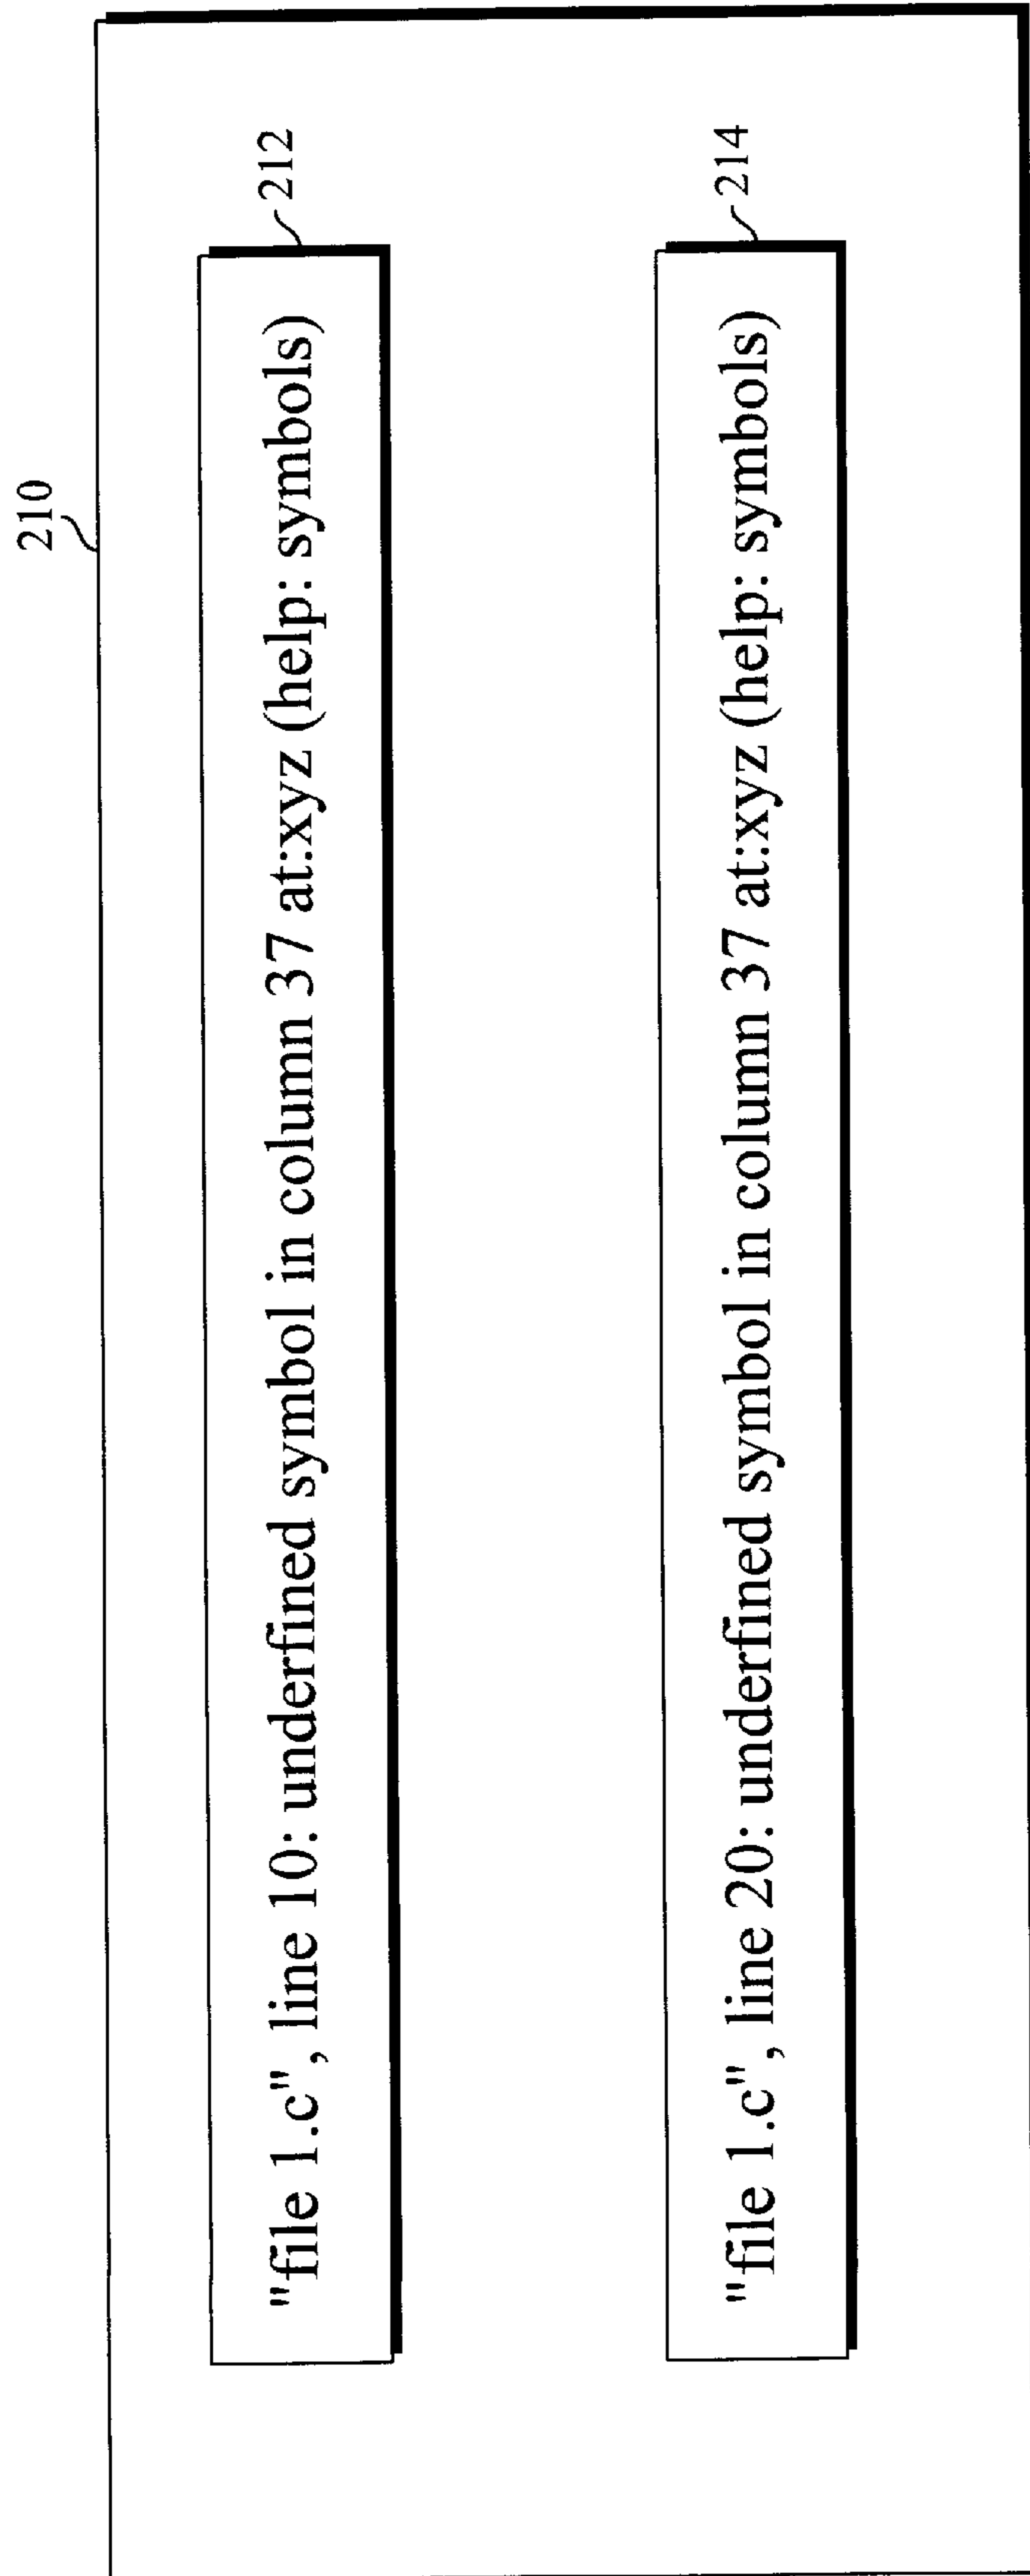 210
"file 1.c", line 10: underfined symbol in column 37 at:xyz (help: symbols)
212
"file 1.c", line 20: underfined symbol in column 37 at:xyz (help: symbols)
214